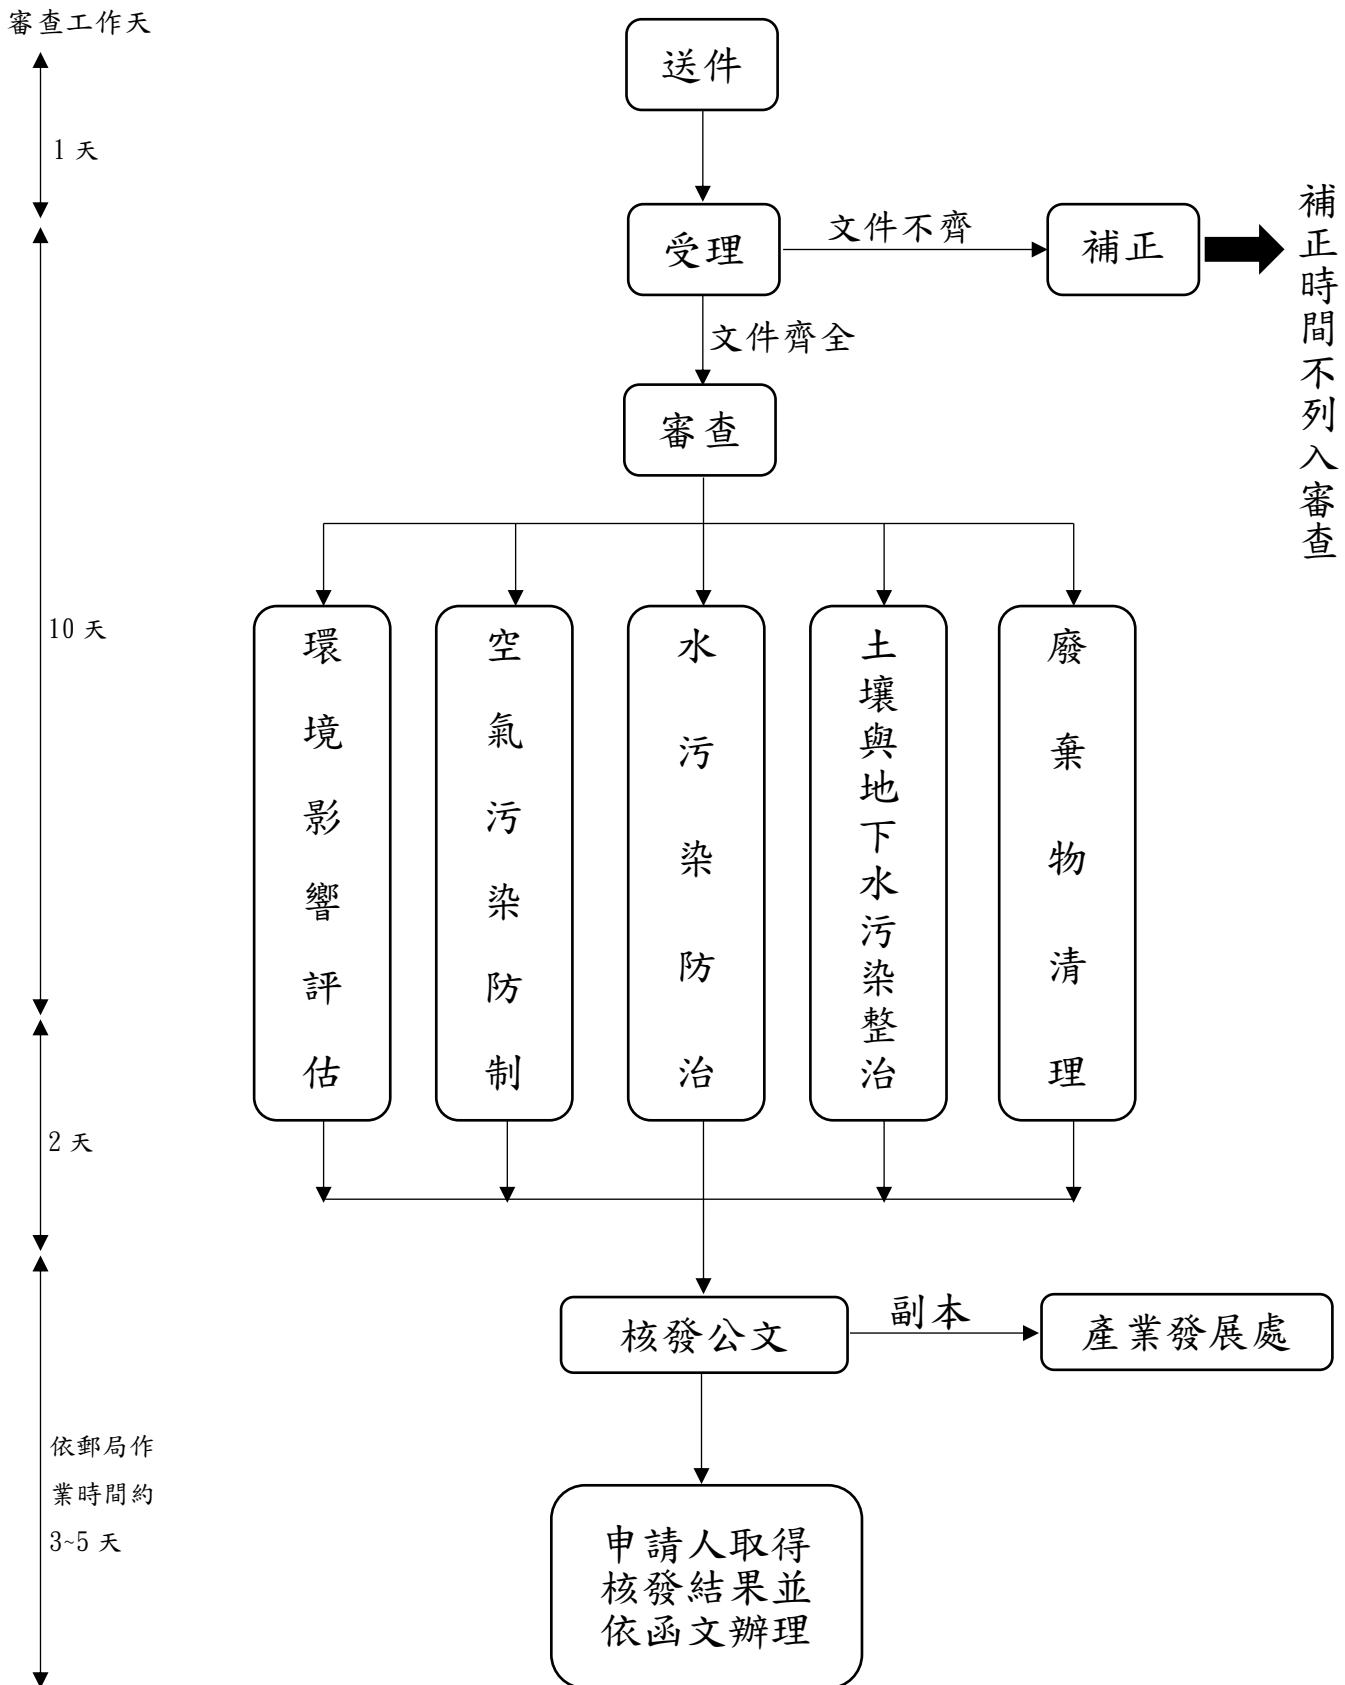 審查工作天
送件
1 天
受理
文件不齊
補正
補正時間不列入審查
文件齊全
審查
10 天
環境影響評估
空氣污染防制
水污染防治
土壤與地下水污染整治
廢棄物清理
2 天
核發公文
副本
產業發展處
依郵局作
業時間約
3~5 天
申請人取得
核發結果並
依函文辦理